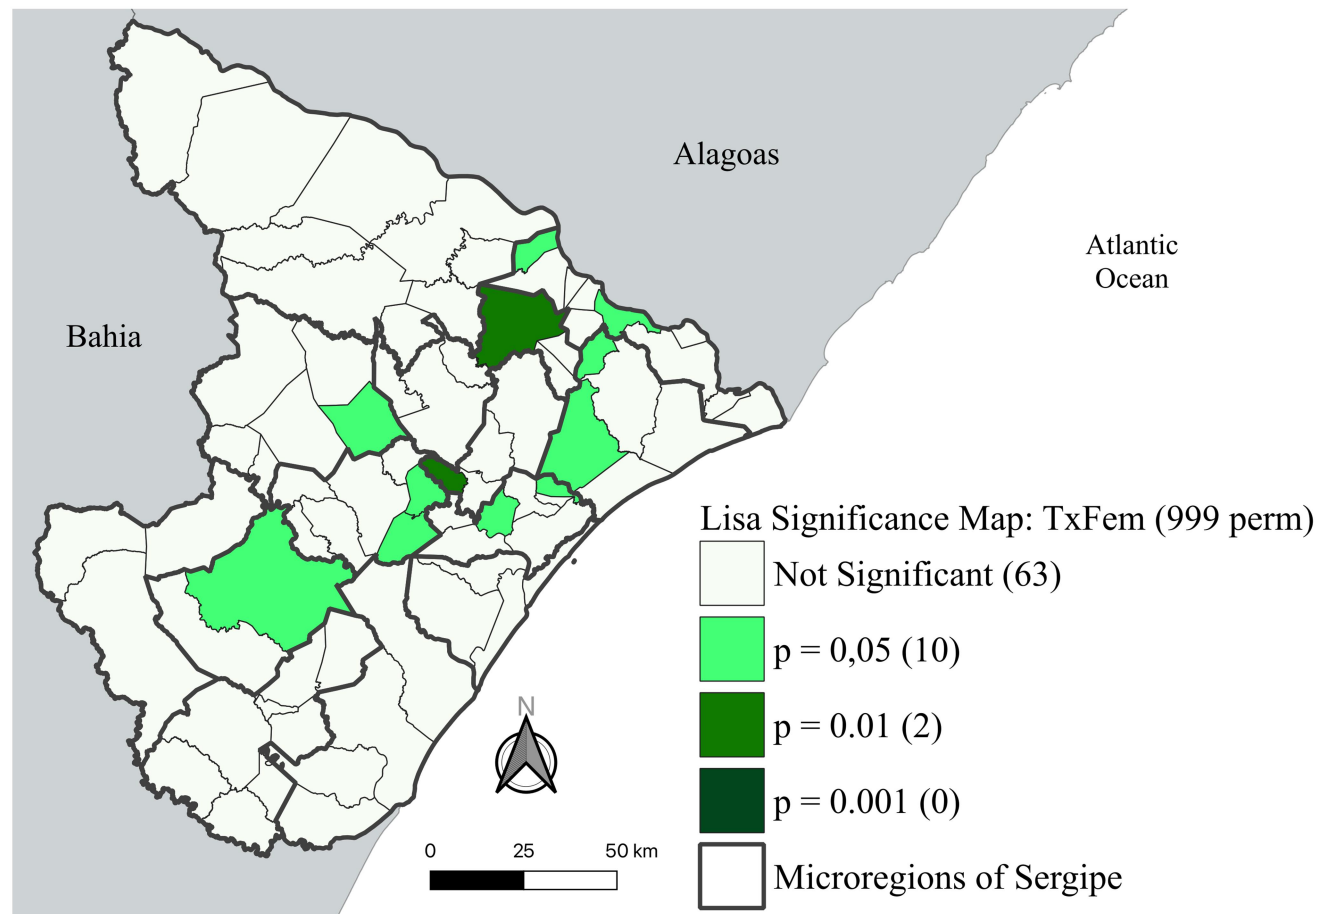 Alagoas
Atlantic
Ocean
Bahia
Lisa Significance Map: TxFem (999 perm)
Not Significant (63)
p = 0,05 (10)
p = 0.01 (2)
p = 0.001 (0)
Microregions of Sergipe
N
0 25 50 km